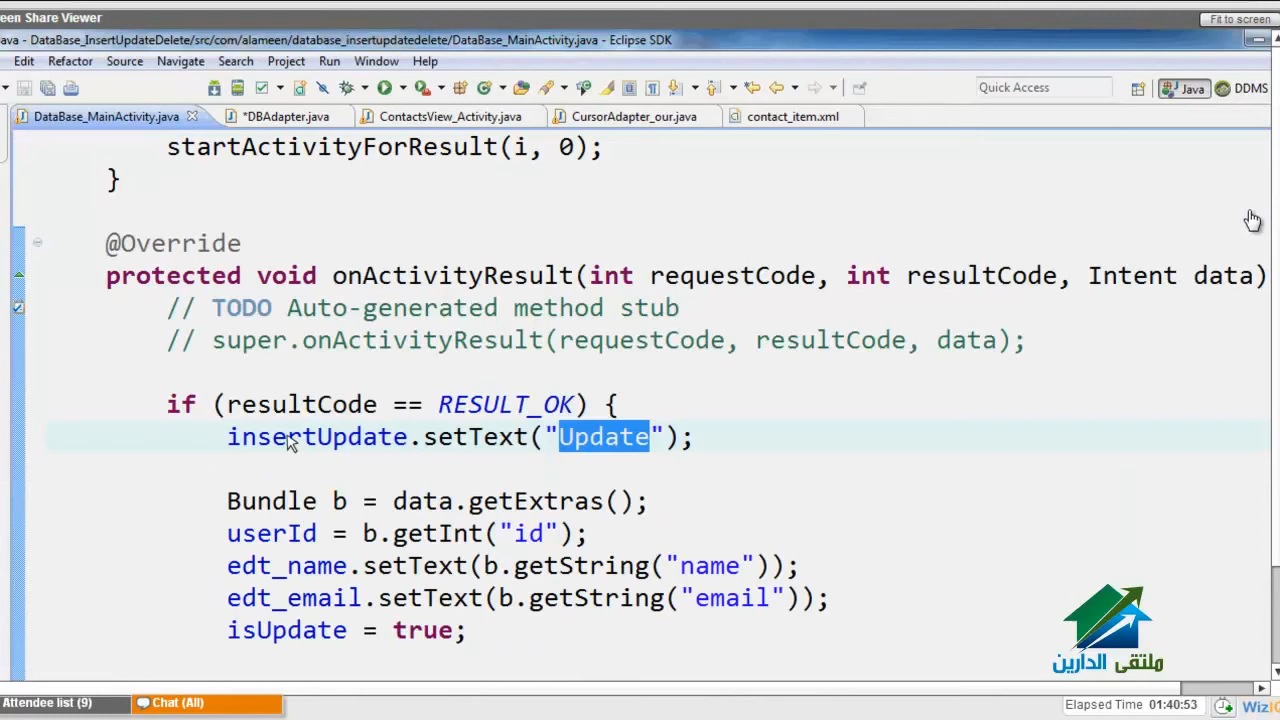 reen Share Viewer
Fit to screen
ava - DataBase_InsertUpdateDelete/src/com/alameen/database_insertupdatedelete/DataBase_MainActivity.java - Eclipse SDK
Edit Refactor Source Navigate Search Project Run Window Help
Quick Access
Java
DDMS
DataBase_MainActivity.java
*DBAdapter.java
ContactsView_Activity.java
CursorAdapter_our.java
contact_item.xml
startActivityForResult(i, 0);
}
@Override
protected void onActivityResult(int requestCode, int resultCode, Intent data)
// TODO Auto-generated method stub
// super.onActivityResult(requestCode, resultCode, data);
if (resultCode == RESULT_OK) {
insertUpdate.setText("Update");
Bundle b = data.getExtras();
userId = b.getInt("id");
edt_name.setText(b.getString("name"));
edt_email.setText(b.getString("email"));
isUpdate = true;
ملتقى الدارين
Attendee list (9)
Chat (All)
Elapsed Time 01:40:53
WizI